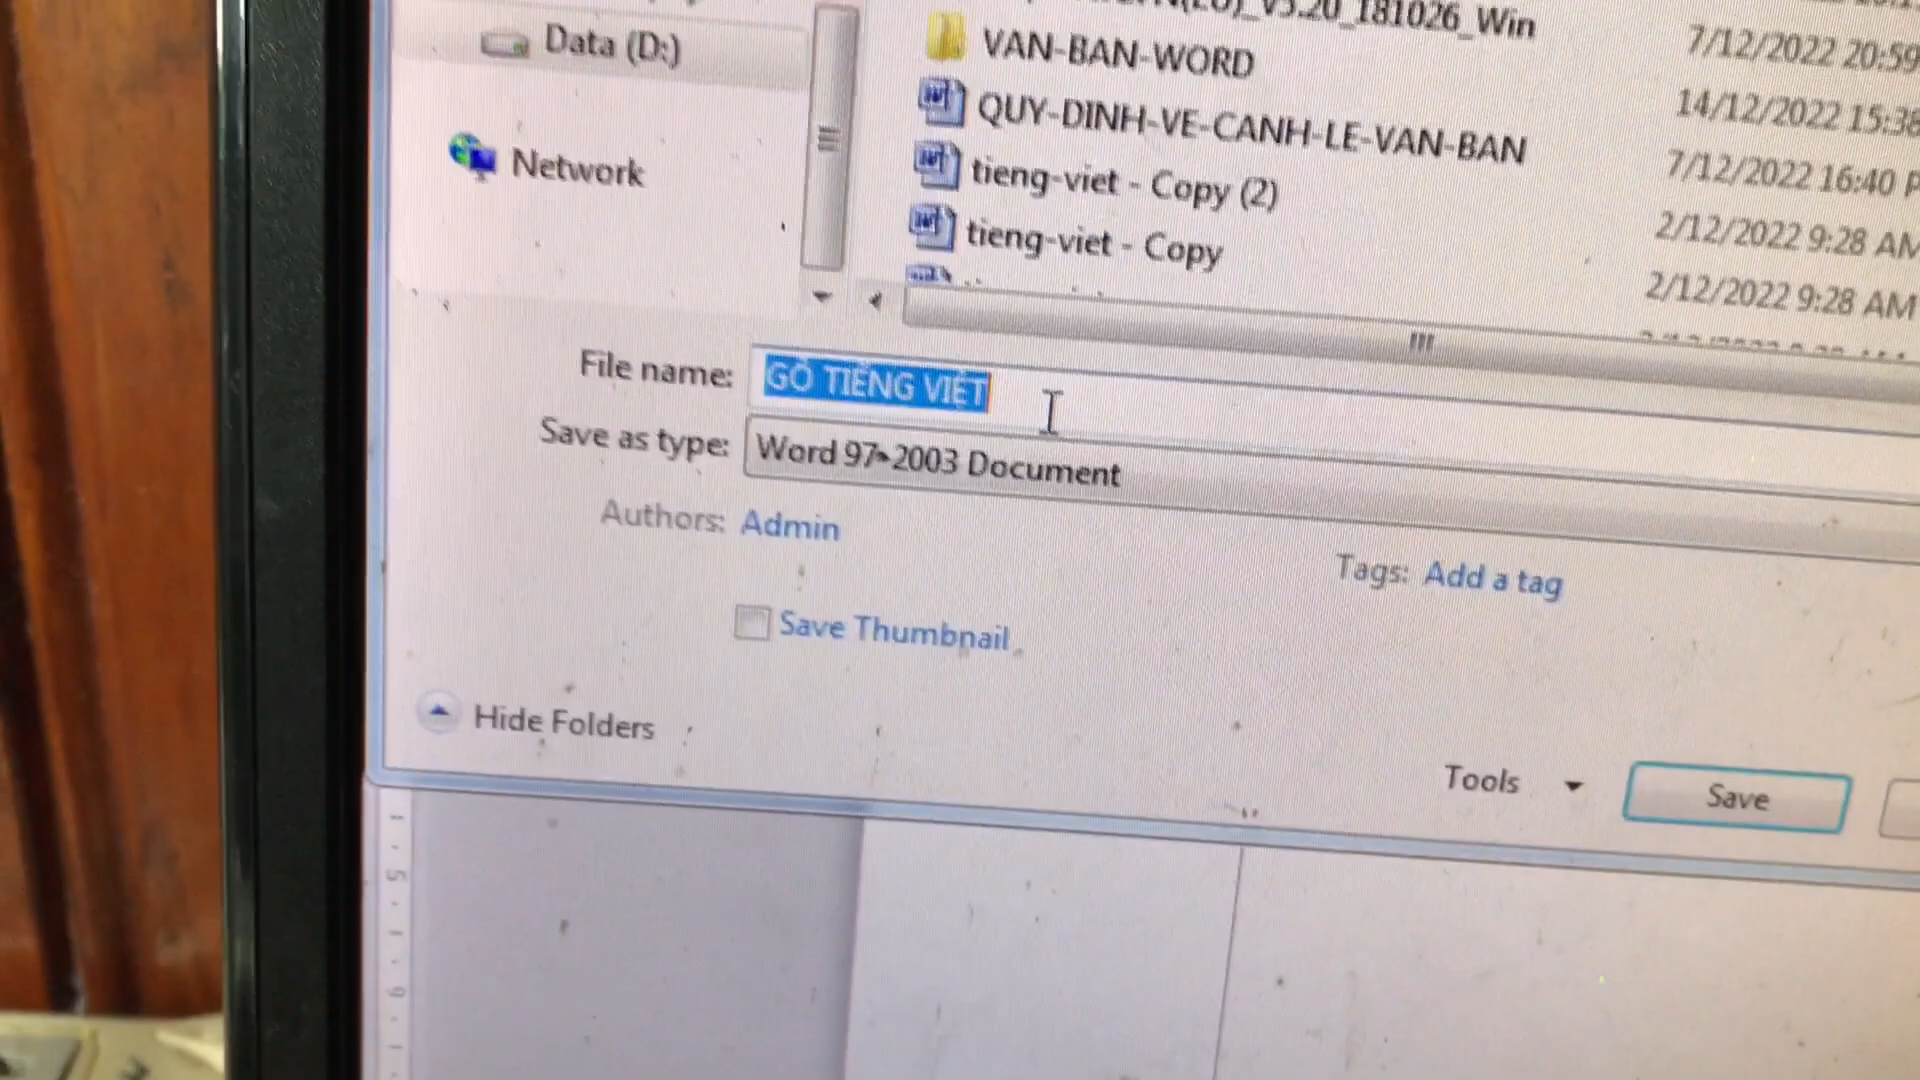 _V5.20_181026_Win
Data (D:)
VAN-BAN-WORD
7/12/2022 20:59
QUY-DINH-VE-CANH-LE-VAN-BAN
14/12/2022 15:38
Network
tieng-viet - Copy (2)
7/12/2022 16:40 P
tieng-viet - Copy
2/12/2022 9:28 AM
2/12/2022 9:28 AM
File name: GÕ TIẾNG VIỆT
Save as type: Word 97-2003 Document
Authors: Admin
Tags: Add a tag
Save Thumbnail
Hide Folders
Tools
Save